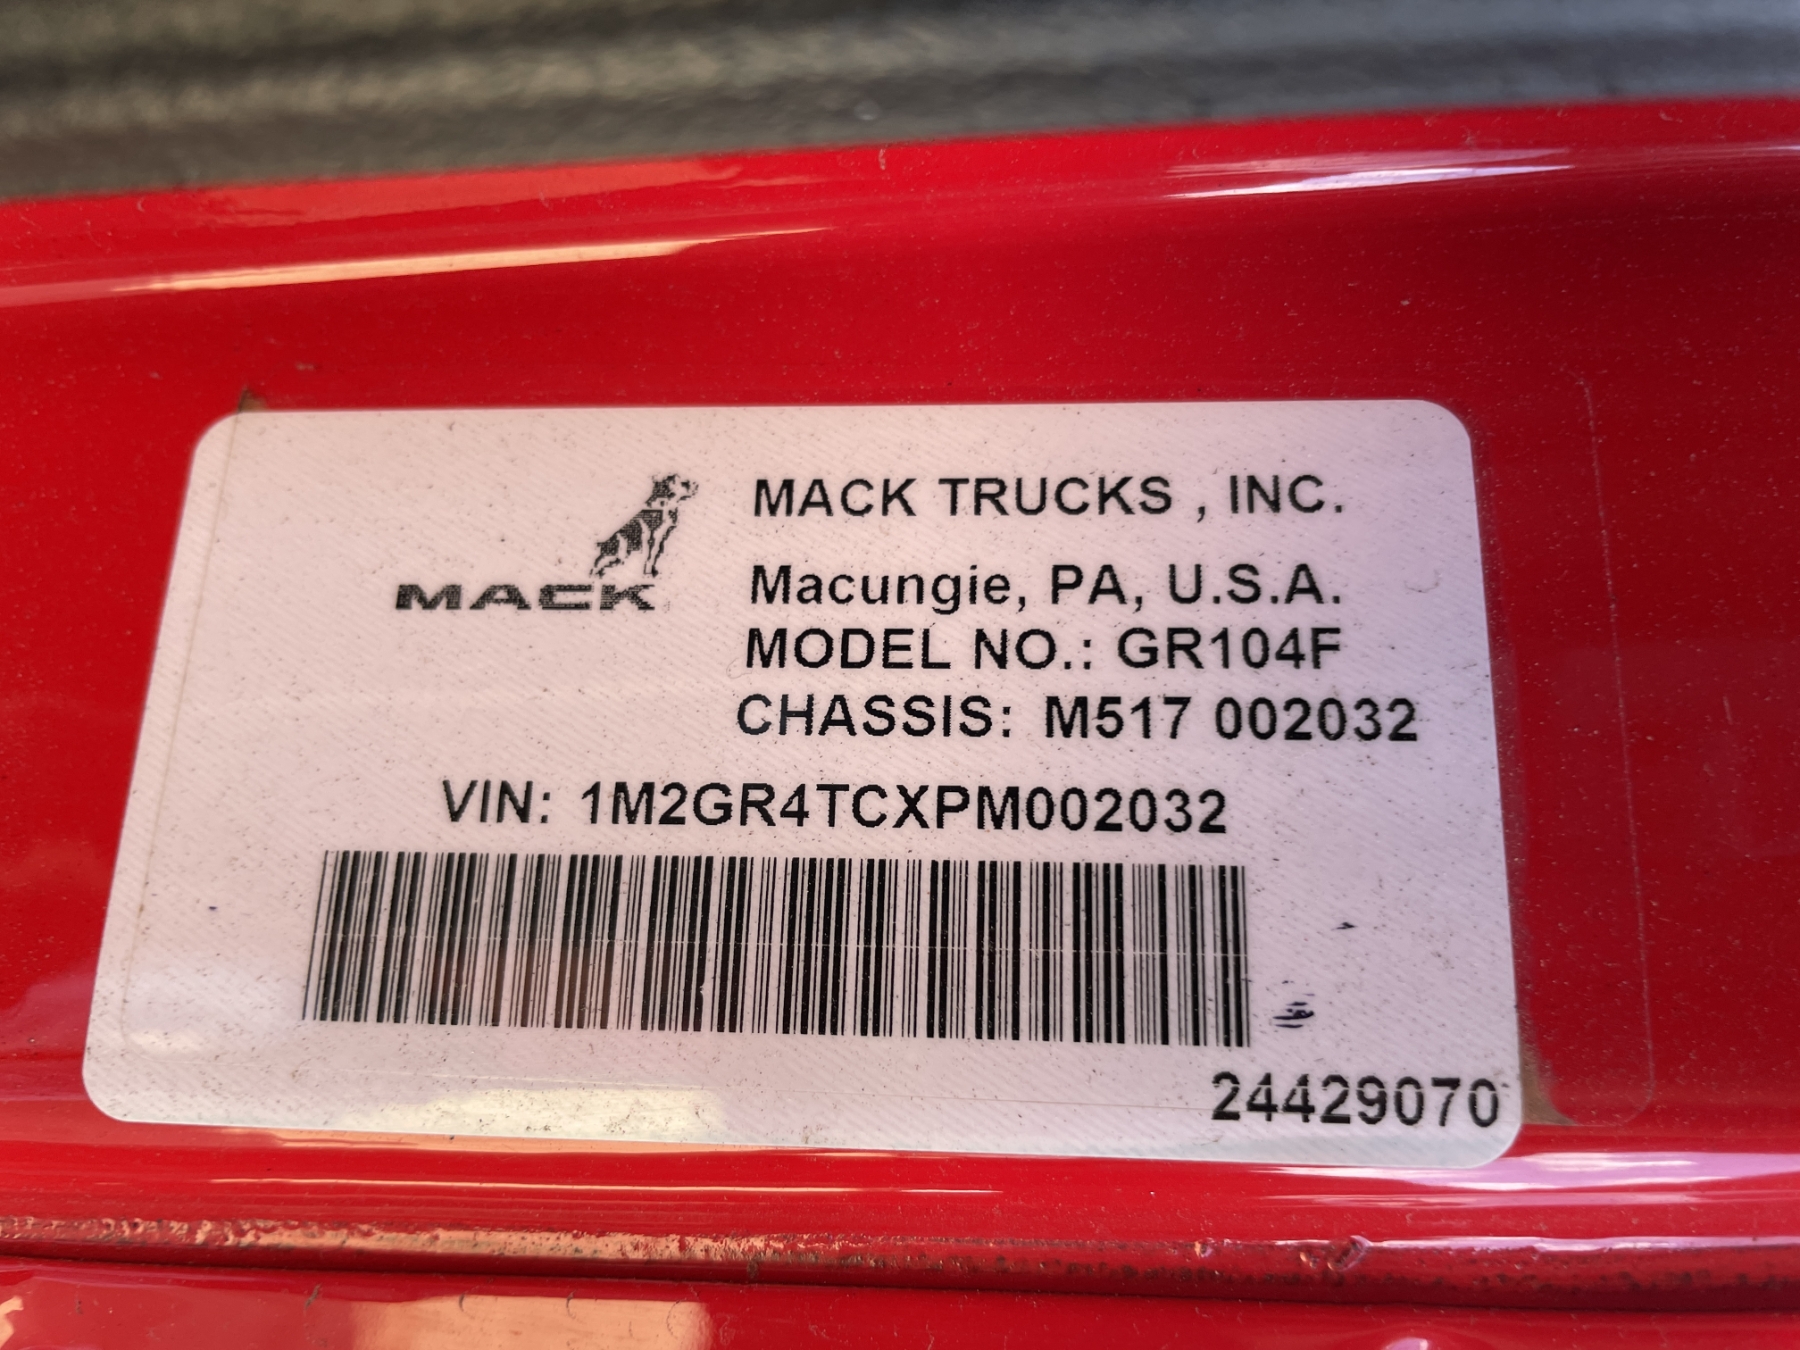 MACK
MACK TRUCKS , INC.
Macungie, PA, U.S.A.
MODEL NO.: GR104F
CHASSIS: M517 002032
VIN: 1M2GR4TCXPM002032
24429070